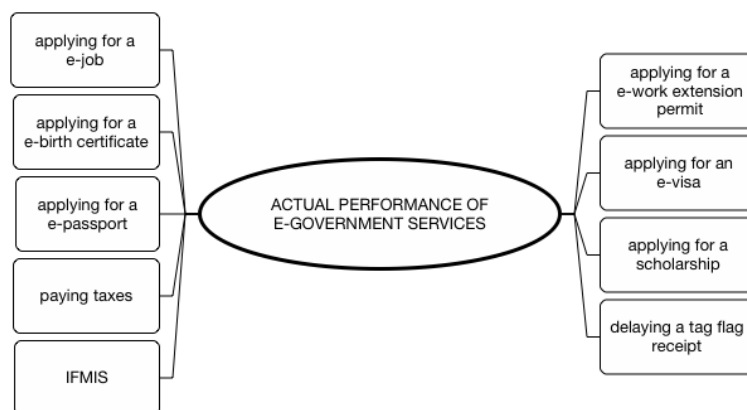 applying for a
e-job
applying for a
e-birth certificate
applying for a
e-passport
paying taxes
IFMIS
ACTUAL PERFORMANCE OF
E-GOVERNMENT SERVICES
applying for a
e-work extension
permit
applying for an
e-visa
applying for a
scholarship
delaying a tag flag
receipt